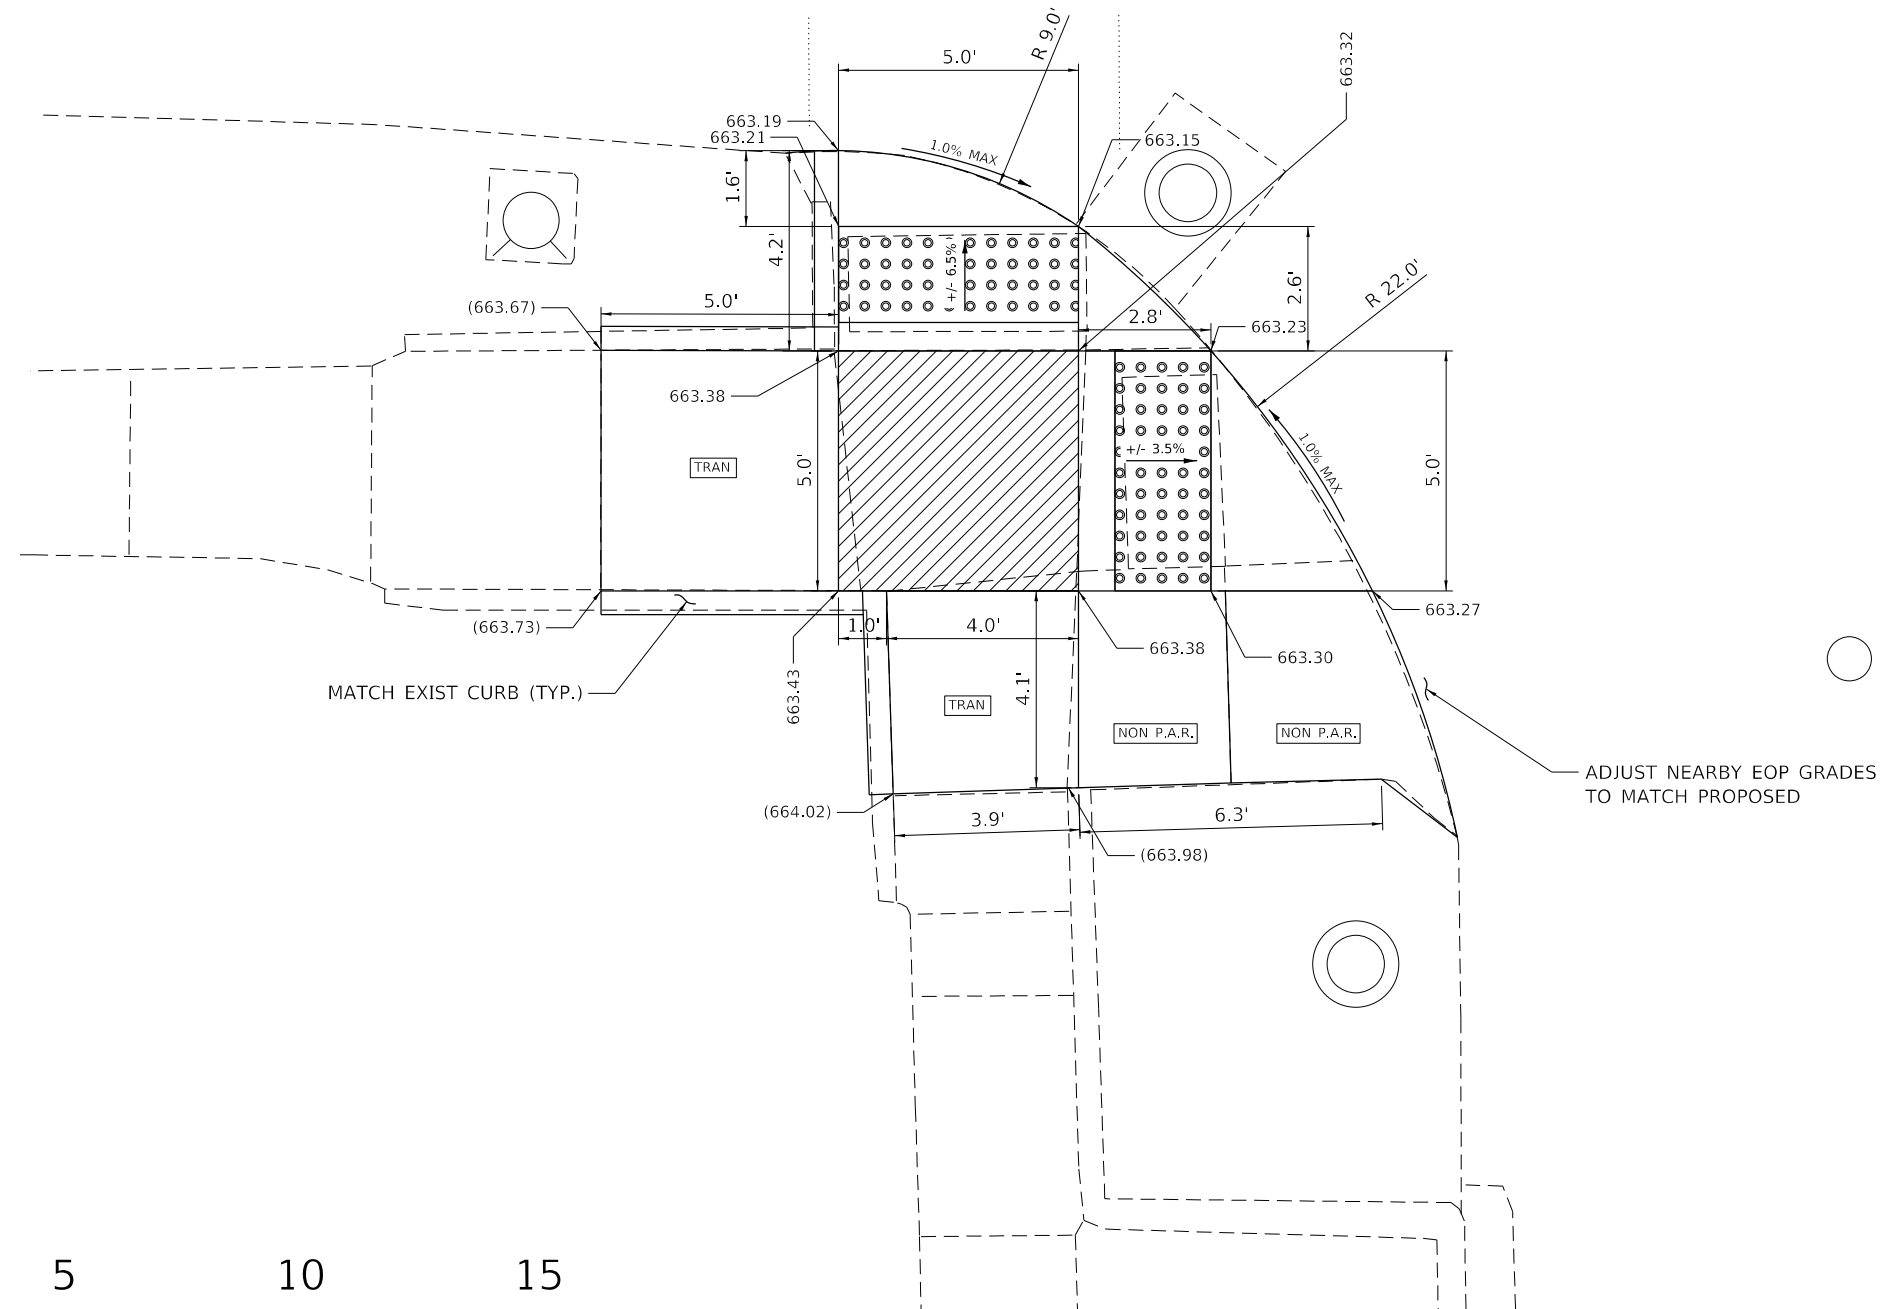 663.32
R 9.0'
5.0'
663.19
663.21
1.0% MAX
663.15
1.6'
4.2'
+/- 6.5%
2.6'
R 22.0'
(663.67)
5.0'
2.8'
663.23
663.38
TRAN
5.0'
+/- 3.5%
1.0% MAX
5.0'
(663.73)
1.0'
4.0'
663.27
663.38
663.30
MATCH EXIST CURB (TYP.)
663.43
4.1'
TRAN
NON P.A.R.
NON P.A.R.
ADJUST NEARBY EOP GRADES
TO MATCH PROPOSED
(664.02)
3.9'
6.3'
(663.98)
5
10
15